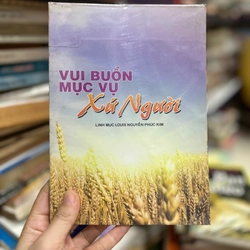 VUI BUỒN
MỤC VỤ
Xứ Người
LINH MỤC LOUIS NGUYỄN PHÚC KIM